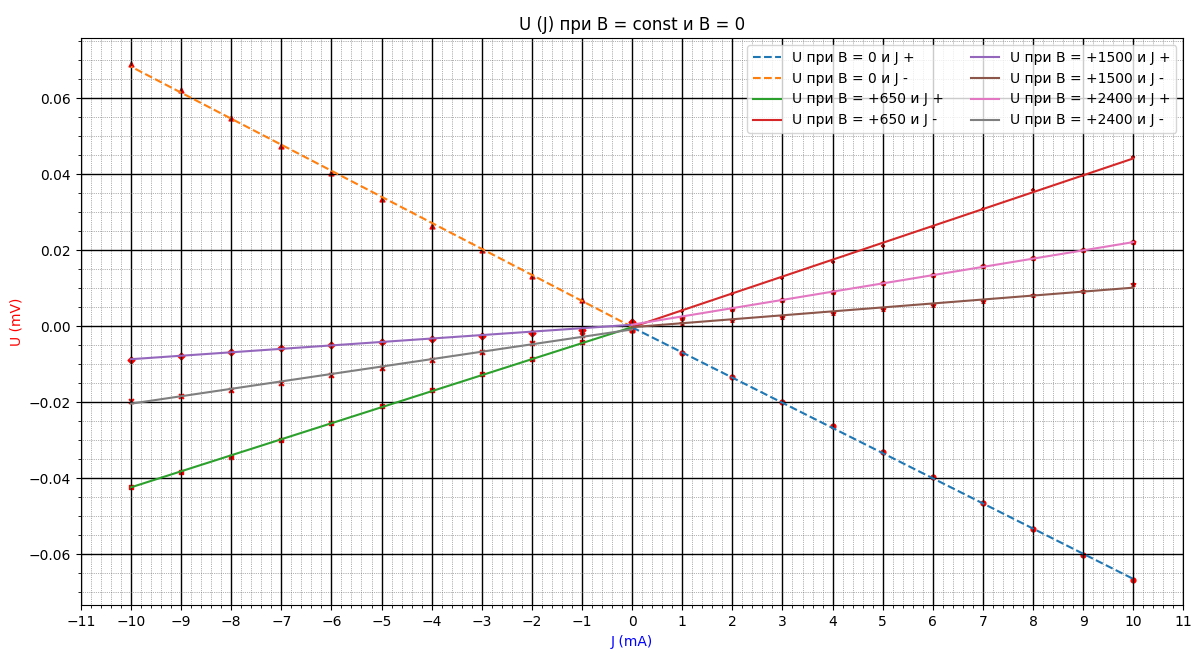 U (J) при B = const и B = 0
U при B = 0 и J +
U при B = 0 и J -
U при B = +650 и J +
U при B = +650 и J -
U при B = +1500 и J +
U при B = +1500 и J -
U при B = +2400 и J +
U при B = +2400 и J -
U (mV)
0.06
0.04
0.02
0.00
−0.02
−0.04
−0.06
−11 −10 −9 −8 −7 −6 −5 −4 −3 −2 −1 0 1 2 3 4 5 6 7 8 9 10 11
J (mA)